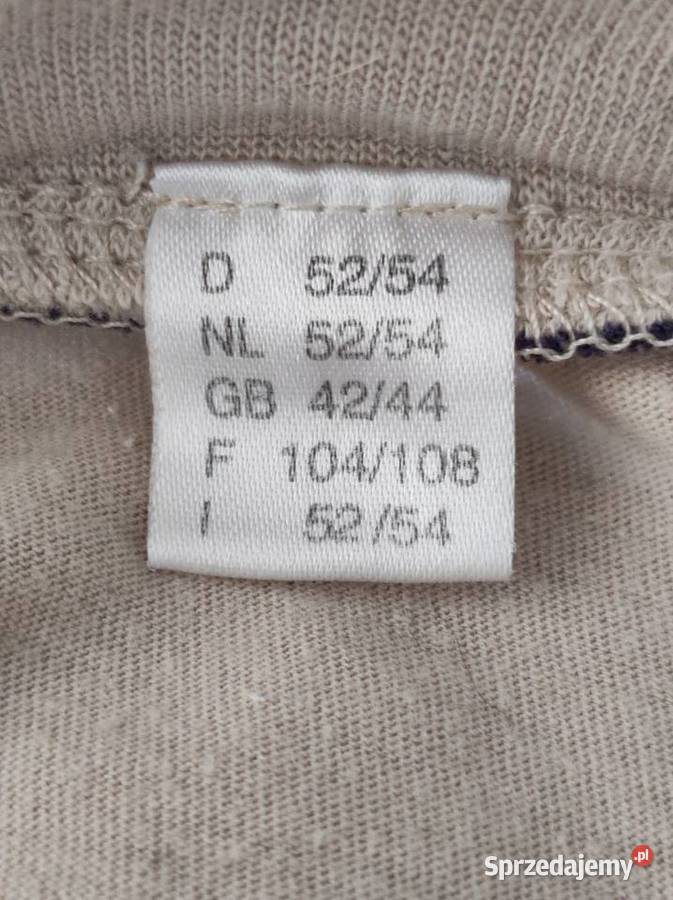 D 52/54
NL 52/54
GB 42/44
F 104/108
I 52/54
Sprzedajemy.pl